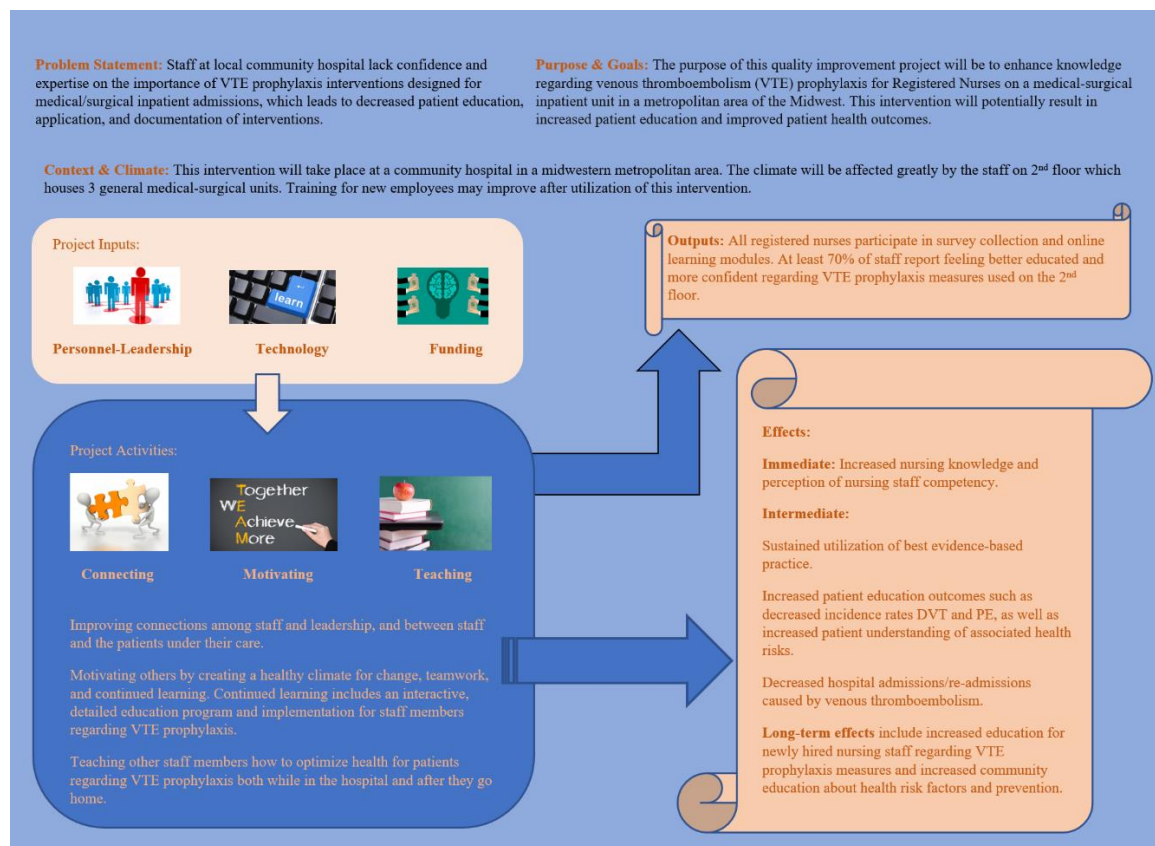 Problem Statement: Staff at local community hospital lack confidence and
expertise on the importance of VTE prophylaxis interventions designed for
medical/surgical inpatient admissions, which leads to decreased patient education,
application, and documentation of interventions.
Purpose & Goals: The purpose of this quality improvement project will be to enhance knowledge
regarding venous thromboembolism (VTE) prophylaxis for Registered Nurses on a medical-surgical
inpatient unit in a metropolitan area of the Midwest. This intervention will potentially result in
increased patient education and improved patient health outcomes.
Context & Climate: This intervention will take place at a community hospital in a midwestern metropolitan area. The climate will be affected greatly by the staff on 2nd floor which
houses 3 general medical-surgical units. Training for new employees may improve after utilization of this intervention.
Project Inputs:
learn
Personnel-Leadership
Technology
Funding
Outputs: All registered nurses participate in survey collection and online
learning modules. At least 70% of staff report feeling better educated and
more confident regarding VTE prophylaxis measures used on the 2nd
floor.
Project Activities:
Together
WE
Achieve
More
Connecting
Motivating
Teaching
Improving connections among staff and leadership, and between staff
and the patients under their care.
Motivating others by creating a healthy climate for change, teamwork,
and continued learning. Continued learning includes an interactive,
detailed education program and implementation for staff members
regarding VTE prophylaxis.
Teaching other staff members how to optimize health for patients
regarding VTE prophylaxis both while in the hospital and after they go
home.
Effects:
Immediate: Increased nursing knowledge and
perception of nursing staff competency.
Intermediate:
Sustained utilization of best evidence-based
practice.
Increased patient education outcomes such as
decreased incidence rates DVT and PE, as well as
increased patient understanding of associated health
risks.
Decreased hospital admissions/re-admissions
caused by venous thromboembolism.
Long-term effects include increased education for
newly hired nursing staff regarding VTE
prophylaxis measures and increased community
education about health risk factors and prevention.